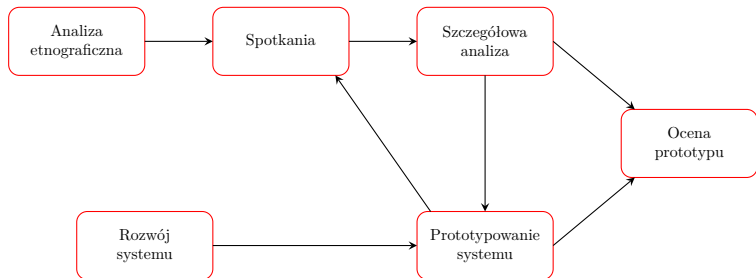 Analiza
etnograficzna
Spotkania
Szczegółowa
analiza
Ocena
prototypu
Rozwój
systemu
Prototypowanie
systemu